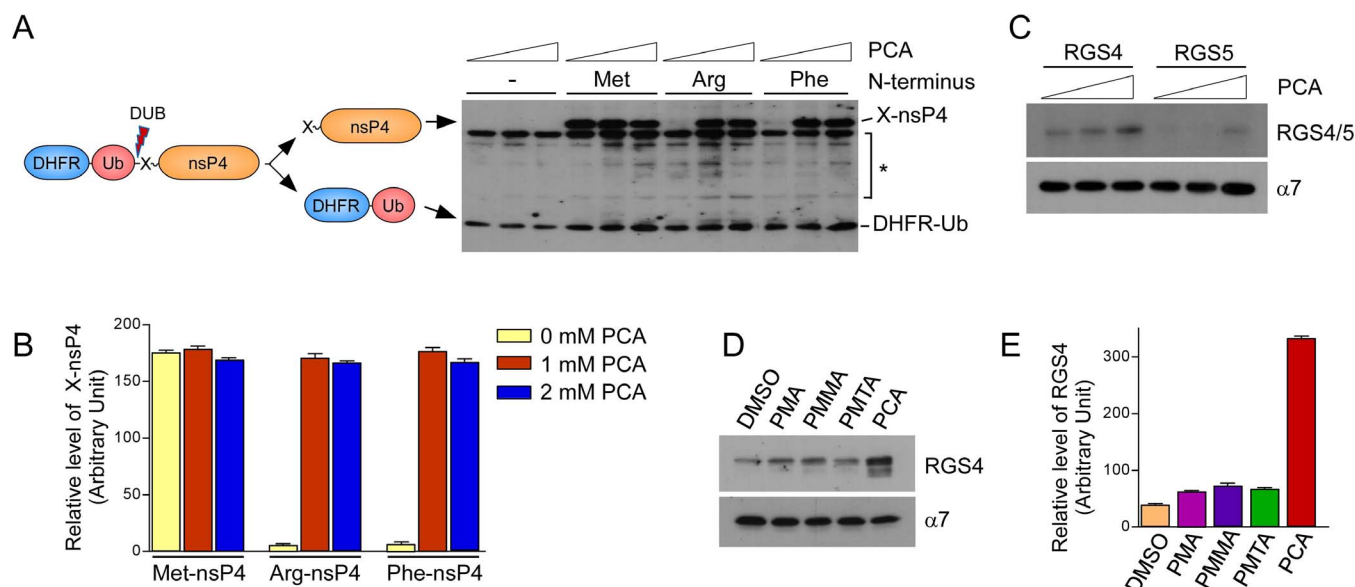 A
PCA
- Met Arg Phe N-terminus
DUB
DHFR Ub X nsP4
X nsP4
DHFR Ub
X-nsP4
*
DHFR-Ub
C
RGS4 RGS5
PCA
RGS4/5
α7
B
Relative level of X-nsP4
(Arbitrary Unit)
200
150
100
50
0
Met-nsP4 Arg-nsP4 Phe-nsP4
0 mM PCA
1 mM PCA
2 mM PCA
D
DMSO PMA PMMA PMTA PCA
RGS4
α7
E
Relative level of RGS4
(Arbitrary Unit)
300
200
100
0
DMSO PMA PMMA PMTA PCA